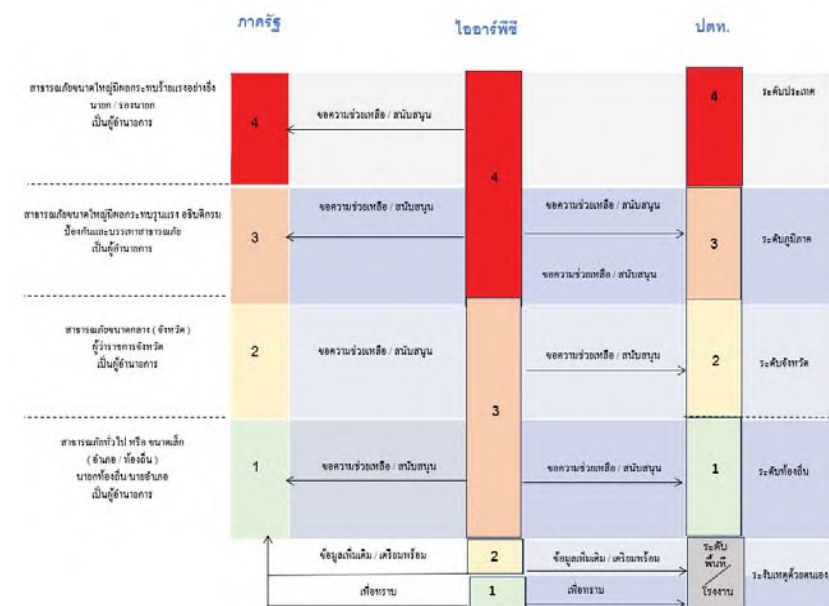 ภาครัฐ
ไออาร์พีซี
ปตท.
สาธารณภัยขนาดใหญ่มีผลกระทบร้ายแรงอย่างยิ่ง
นายก / รองนายก
เป็นผู้อำนวยการ
4
ขอความช่วยเหลือ / สนับสนุน
4
4
ระดับประเทศ
สาธารณภัยขนาดใหญ่มีผลกระทบรุนแรง อธิบดีกรม
ป้องกันและบรรเทาสาธารณภัย
เป็นผู้อำนวยการ
3
ขอความช่วยเหลือ / สนับสนุน
ขอความช่วยเหลือ / สนับสนุน
ขอความช่วยเหลือ / สนับสนุน
3
ระดับภูมิภาค
สาธารณภัยขนาดกลาง ( จังหวัด )
ผู้ว่าราชการจังหวัด
เป็นผู้อำนวยการ
2
ขอความช่วยเหลือ / สนับสนุน
3
ขอความช่วยเหลือ / สนับสนุน
2
ระดับจังหวัด
สาธารณภัยทั่วไป หรือ ขนาดเล็ก
( อำเภอ / ท้องถิ่น )
นายกท้องถิ่น/นายอำเภอ
เป็นผู้อำนวยการ
1
ขอความช่วยเหลือ / สนับสนุน
ขอความช่วยเหลือ / สนับสนุน
1
ระดับท้องถิ่น
ข้อมูลเพิ่มเติม / เตรียมพร้อม
2
ข้อมูลเพิ่มเติม / เตรียมพร้อม
ระดับ
พื้นที่
/
โรงงาน
ระงับเหตุด้วยตนเอง
เพื่อทราบ
1
เพื่อทราบ